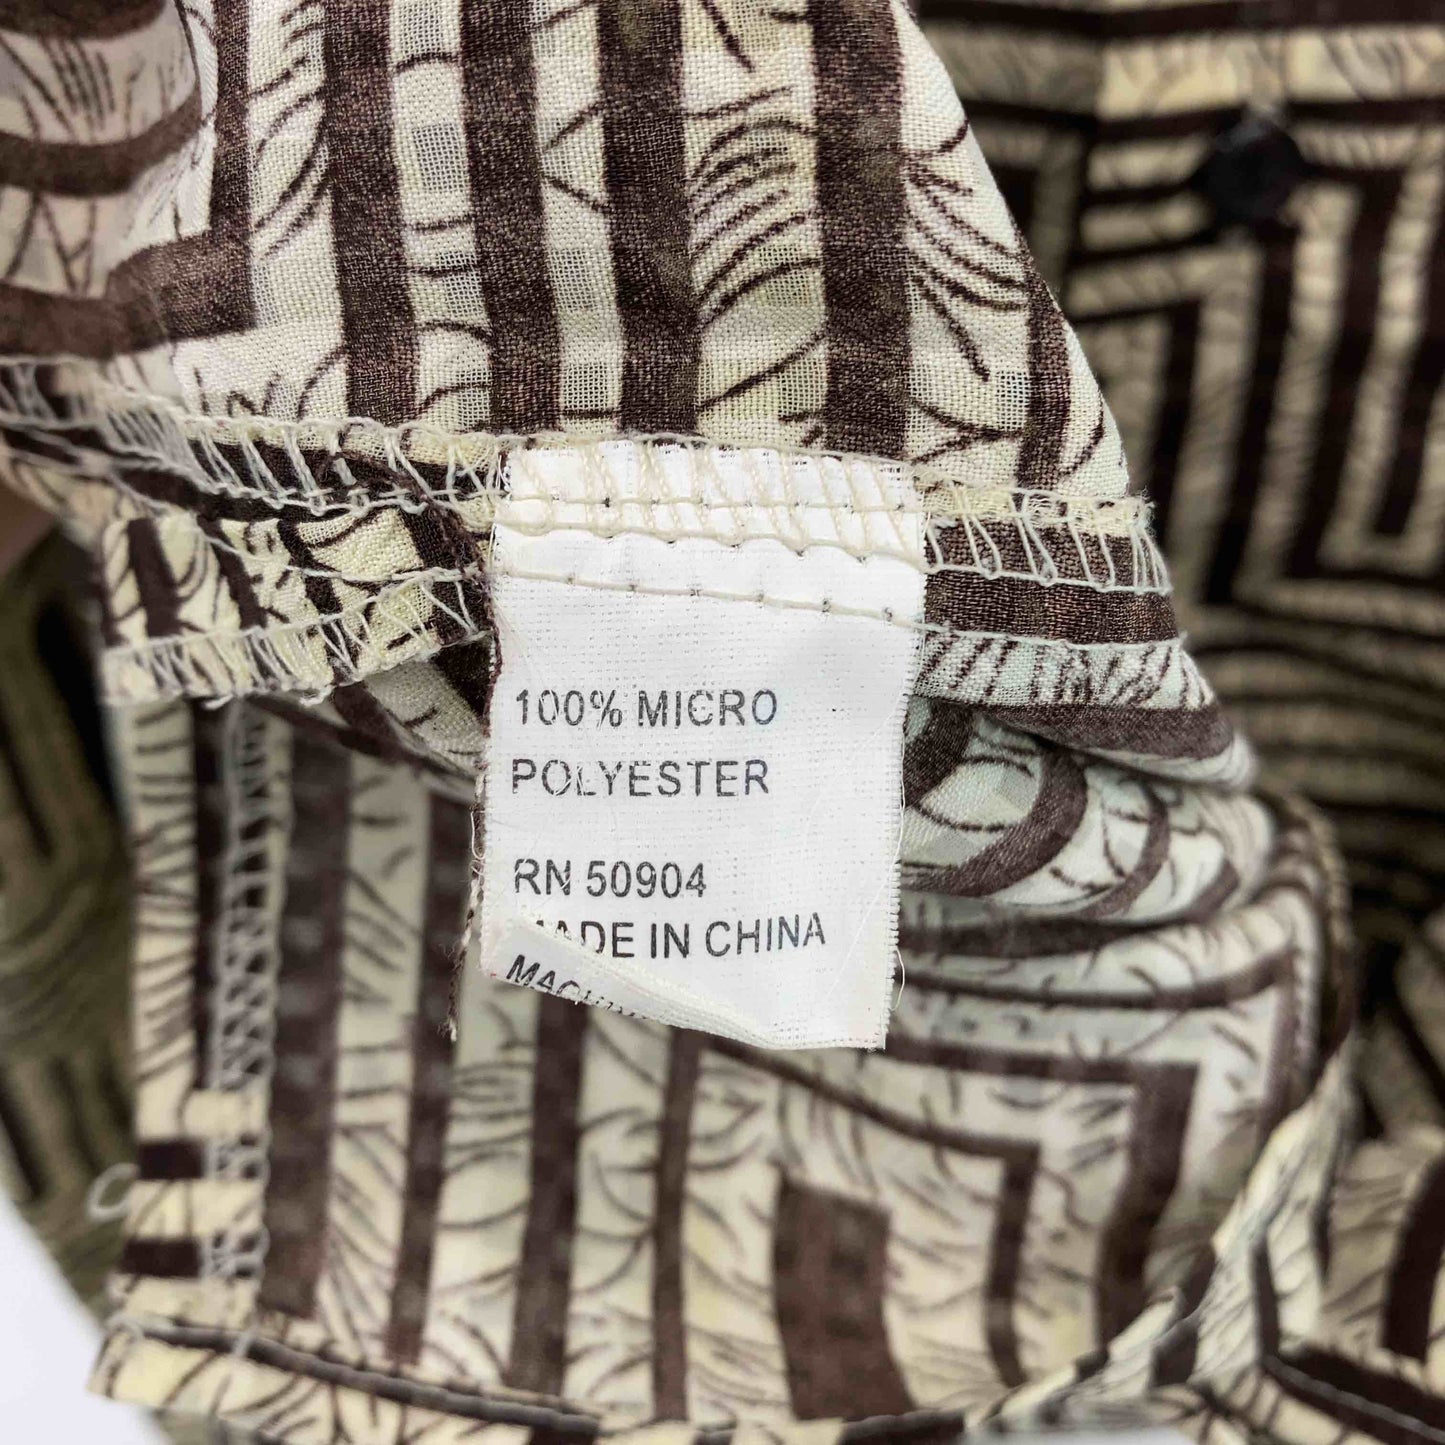 100% MICRO
POLYESTER
RN 50904
MADE IN CHINA